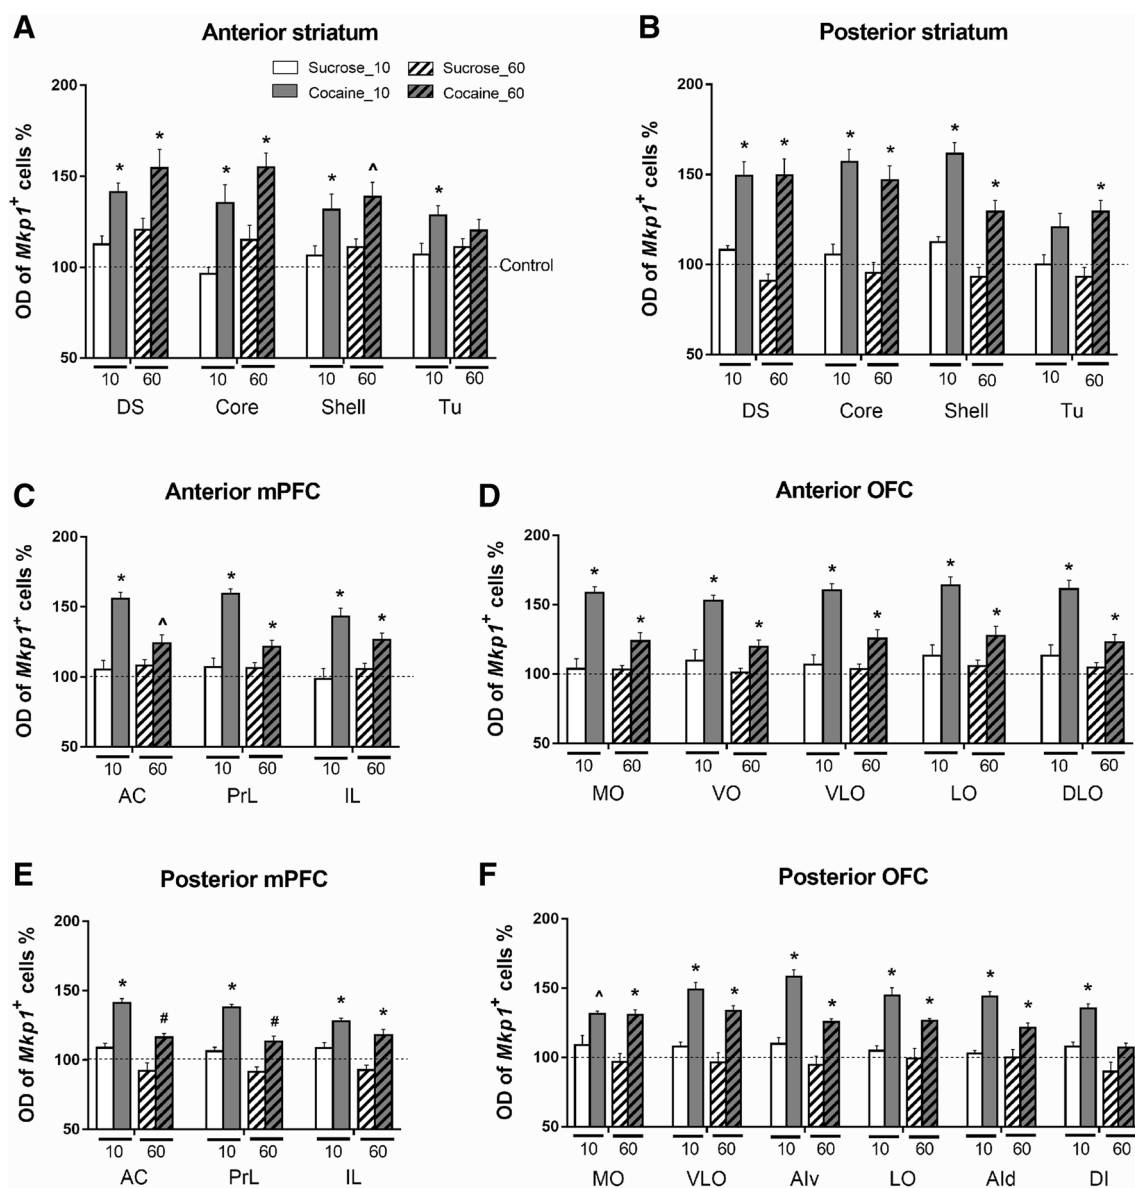 A
Anterior striatum
Sucrose_10
Sucrose_60
Cocaine_10
Cocaine_60
OD of Mkp1+ cells %
200
150
100
50
* * * * * ^ *
Control
10 60 10 60 10 60 10 60
DS Core Shell Tu
B
Posterior striatum
OD of Mkp1+ cells %
200
150
100
50
* * * * * * *
10 60 10 60 10 60 10 60
DS Core Shell Tu
C
Anterior mPFC
OD of Mkp1+ cells %
200
150
100
50
* ^ * * * *
10 60 10 60 10 60
AC PrL IL
D
Anterior OFC
OD of Mkp1+ cells %
200
150
100
50
* * * * * * * * * *
10 60 10 60 10 60 10 60 10 60
MO VO VLO LO DLO
E
Posterior mPFC
OD of Mkp1+ cells %
200
150
100
50
* # * # * *
10 60 10 60 10 60
AC PrL IL
F
Posterior OFC
OD of Mkp1+ cells %
200
150
100
50
^ * * * * * * * * * *
10 60 10 60 10 60 10 60 10 60 10 60
MO VLO AIv LO AId DI